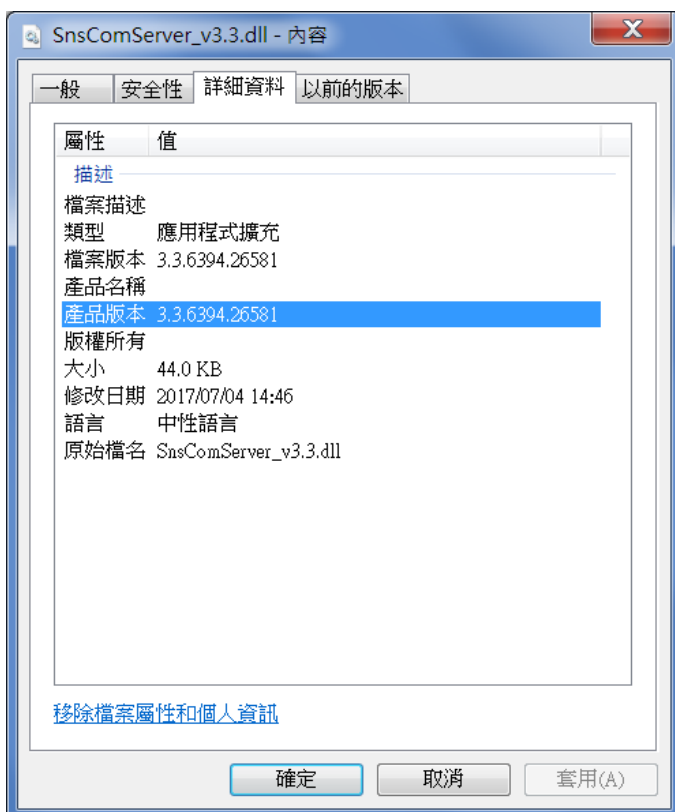 SnsComServer_v3.3.dll - 內容
一般 安全性 詳細資料 以前的版本
屬性 值
描述
檔案描述
類型 應用程式擴充
檔案版本 3.3.6394.26581
產品名稱
產品版本 3.3.6394.26581
版權所有
大小 44.0 KB
修改日期 2017/07/04 14:46
語言 中性語言
原始檔名 SnsComServer_v3.3.dll
移除檔案屬性和個人資訊
確定 取消 套用(A)